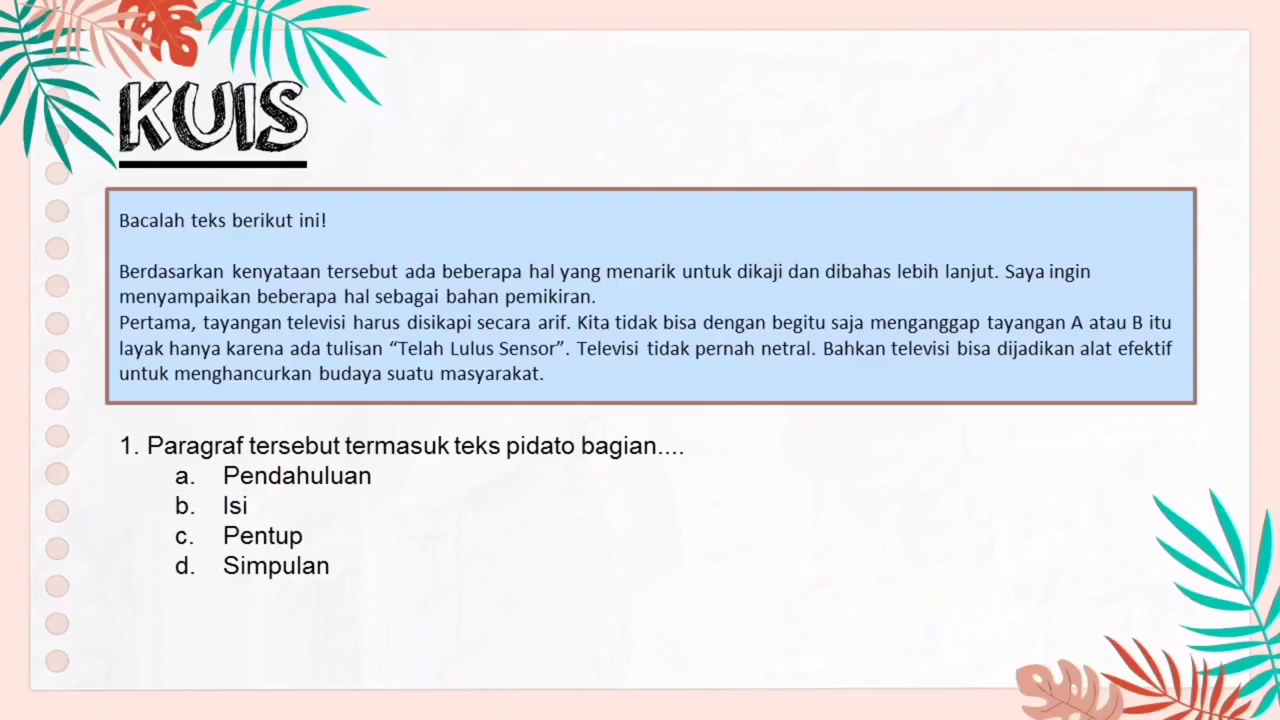 KUIS
Bacalah teks berikut ini!
Berdasarkan kenyataan tersebut ada beberapa hal yang menarik untuk dikaji dan dibahas lebih lanjut. Saya ingin
menyampaikan beberapa hal sebagai bahan pemikiran.
Pertama, tayangan televisi harus disikapi secara arif. Kita tidak bisa dengan begitu saja menganggap tayangan A atau B itu
layak hanya karena ada tulisan “Telah Lulus Sensor”. Televisi tidak pernah netral. Bahkan televisi bisa dijadikan alat efektif
untuk menghancurkan budaya suatu masyarakat.
1. Paragraf tersebut termasuk teks pidato bagian....
a. Pendahuluan
b. Isi
c. Pentup
d. Simpulan